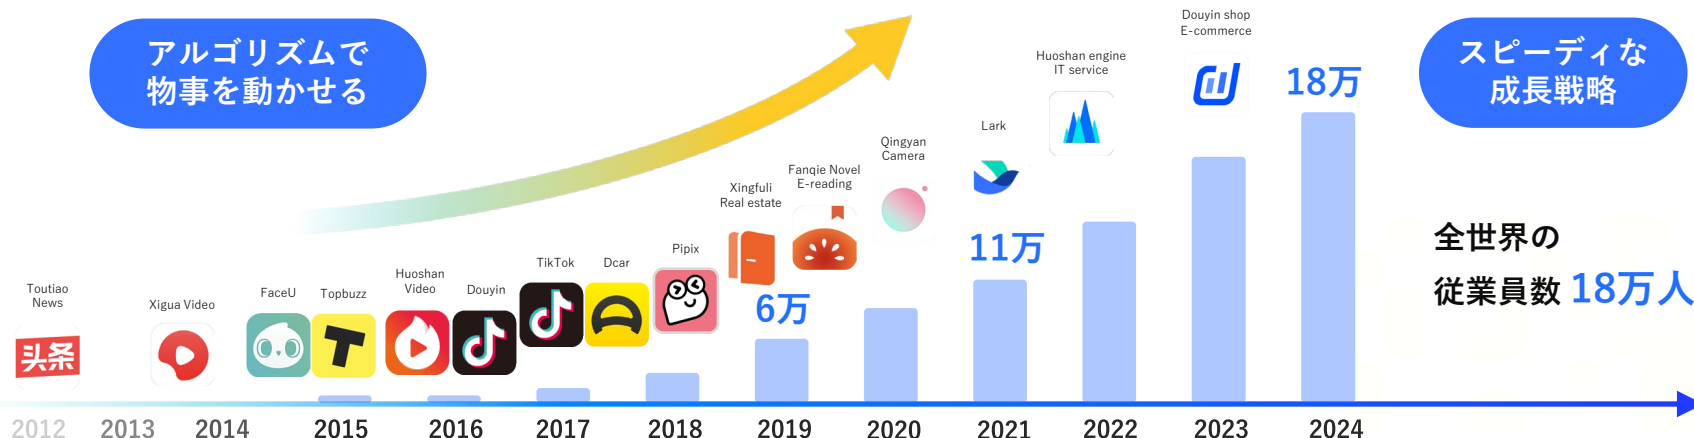 アルゴリズムで
物事を動かせる
スピーディな
成長戦略
Toutiao
News
头条
Xigua Video
FaceU
Topbuzz
Huoshan
Video
Douyin
TikTok
Dcar
Pipix
Xingfuli
Real estate
Fanqie Novel
E-reading
Qingyan
Camera
Lark
Huoshan engine
IT service
Douyin shop
E-commerce
6万
11万
18万
全世界の
従業員数 18万人
2012 2013 2014 2015 2016 2017 2018 2019 2020 2021 2022 2023 2024